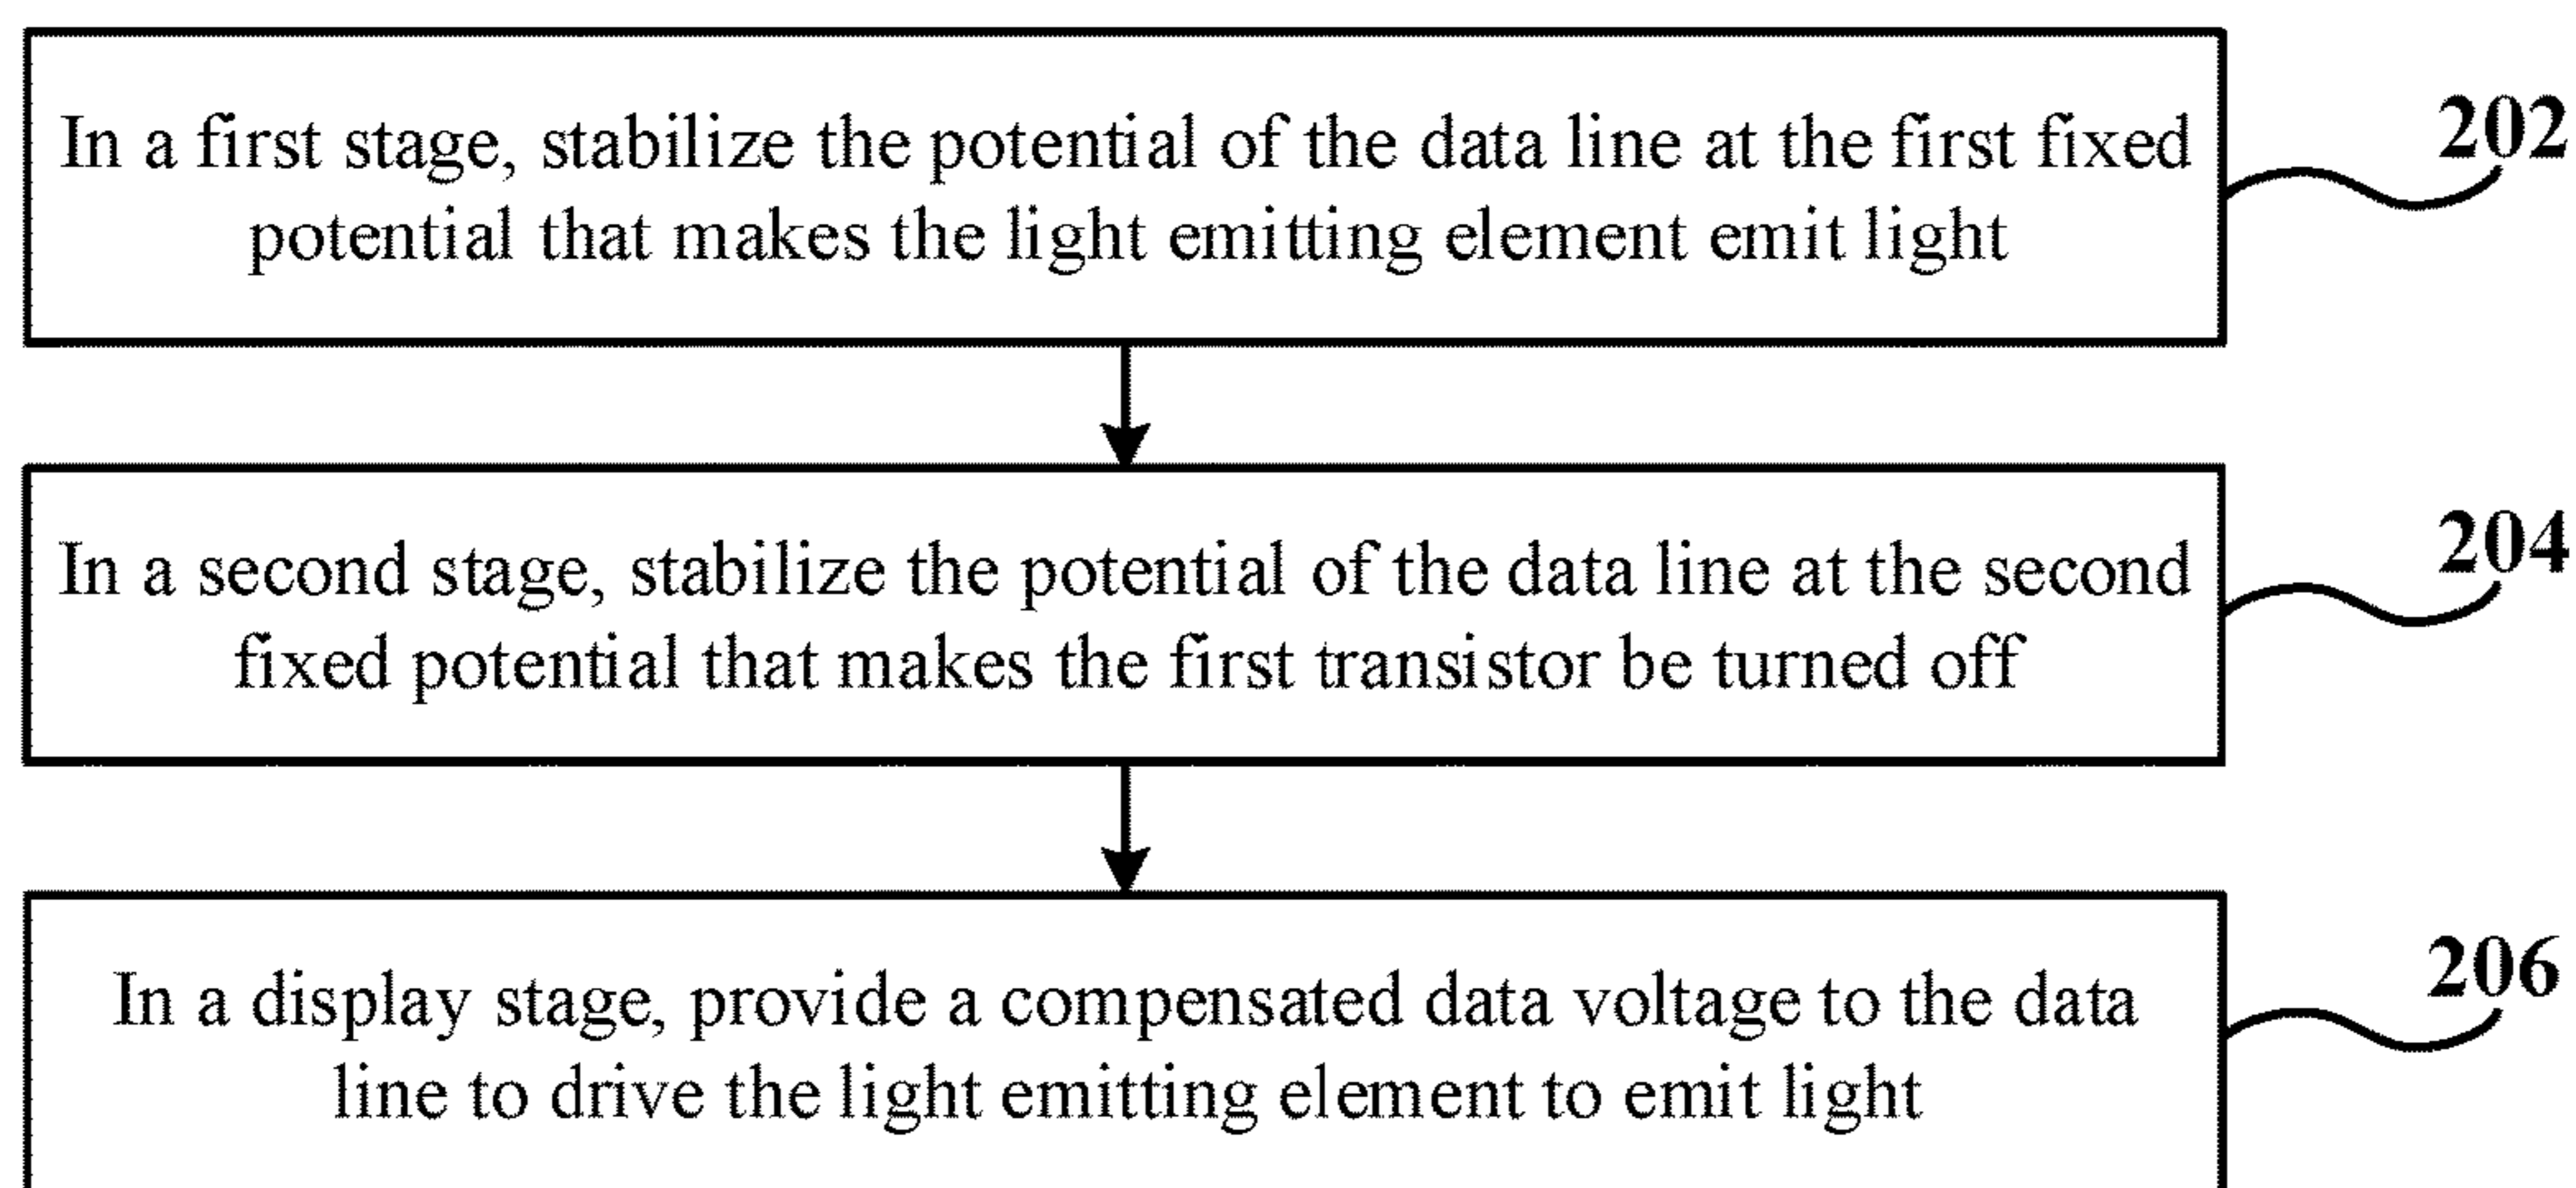 In a first stage, stabilize the potential of the data line at the first fixed
potential that makes the light emitting element emit light
202
In a second stage, stabilize the potential of the data line at the second
fixed potential that makes the first transistor be turned off
204
In a display stage, provide a compensated data voltage to the data
line to drive the light emitting element to emit light
206